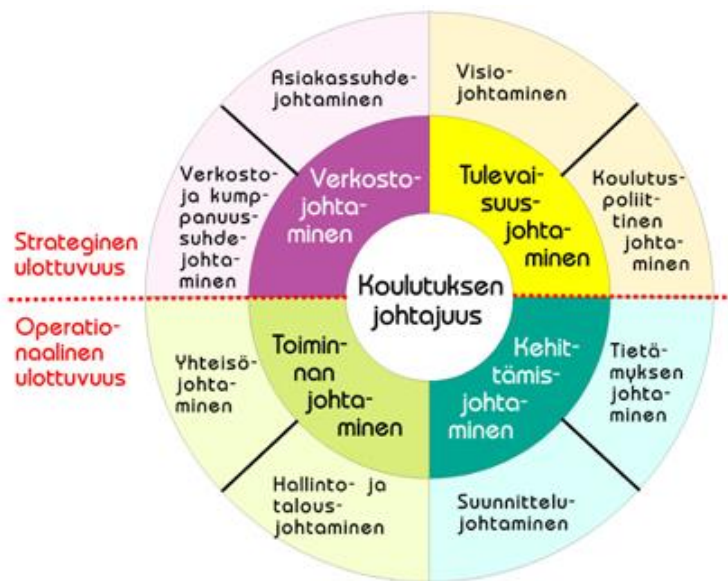 Asiakassuhde-
johtaminen
Visio-
johtaminen
Verkosto-
ja kump-
panuus-
suhde-
johta-
minen
Verkosto-
johta-
minen
Tulevai-
suus-
johta-
minen
Koulutus-
poliit-
tinen
johta-
minen
Strateginen
ulottuvuus
Koulutuksen
johtajuus
Operatio-
naalinen
ulottuvuus
Yhteisö-
johta-
minen
Toimin-
nan
johta-
minen
Kehit-
tämis-
johta-
minen
Tietä-
myksen
johta-
minen
Hallinto- ja
talous-
johtaminen
Suunnittelu-
johtaminen